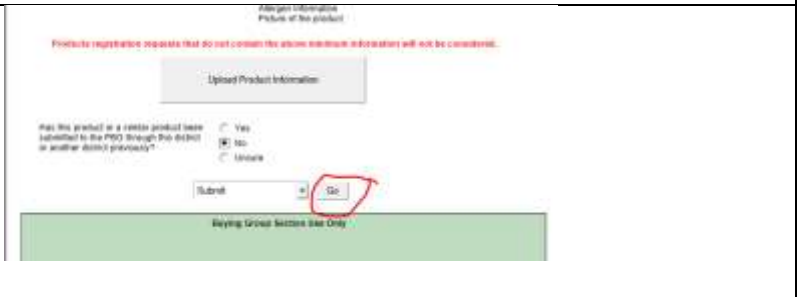 Allergen Information
Picture of the product
Products registration requests that do not contain the above minimum information will not be considered.
Upload Product Information
Has this product or a similar product been
submitted to the PBG through this district
or another district previously?
Yes
No
Unsure
Submit
Go
Buying Group Section Use Only